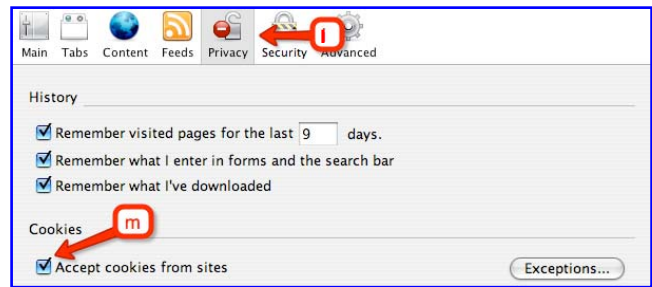 l
Main Tabs Content Feeds Privacy Security Advanced
History
Remember visited pages for the last 9 days.
Remember what I enter in forms and the search bar
Remember what I've downloaded
m
Cookies
Accept cookies from sites Exceptions...